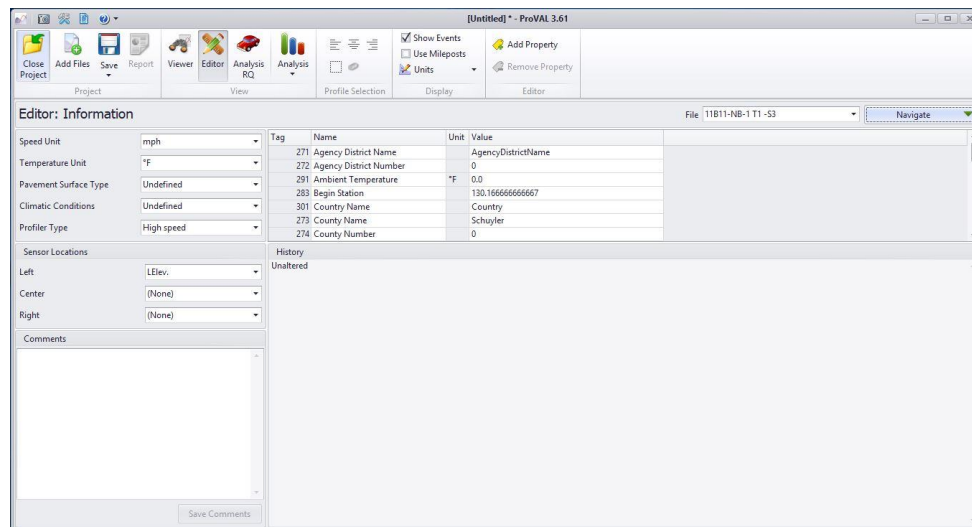 [Untitled] * - ProVAL 3.61
Close Project
Add Files
Save
Report
Viewer
Editor
Analysis RQ
Analysis
Show Events
Use Mileposts
Units
Add Property
Remove Property
Project
View
Profile Selection
Display
Editor
Editor: Information
File 11B11-NB-1 T1 -S3
Navigate
Speed Unit mph
Temperature Unit °F
Pavement Surface Type Undefined
Climatic Conditions Undefined
Profiler Type High speed
Tag Name Unit Value
271 Agency District Name AgencyDistrictName
272 Agency District Number 0
291 Ambient Temperature °F 0.0
283 Begin Station 130.166666666667
301 Country Name Country
273 County Name Schuyler
274 County Number 0
Sensor Locations
Left LElev.
Center (None)
Right (None)
Comments
Save Comments
History
Unaltered